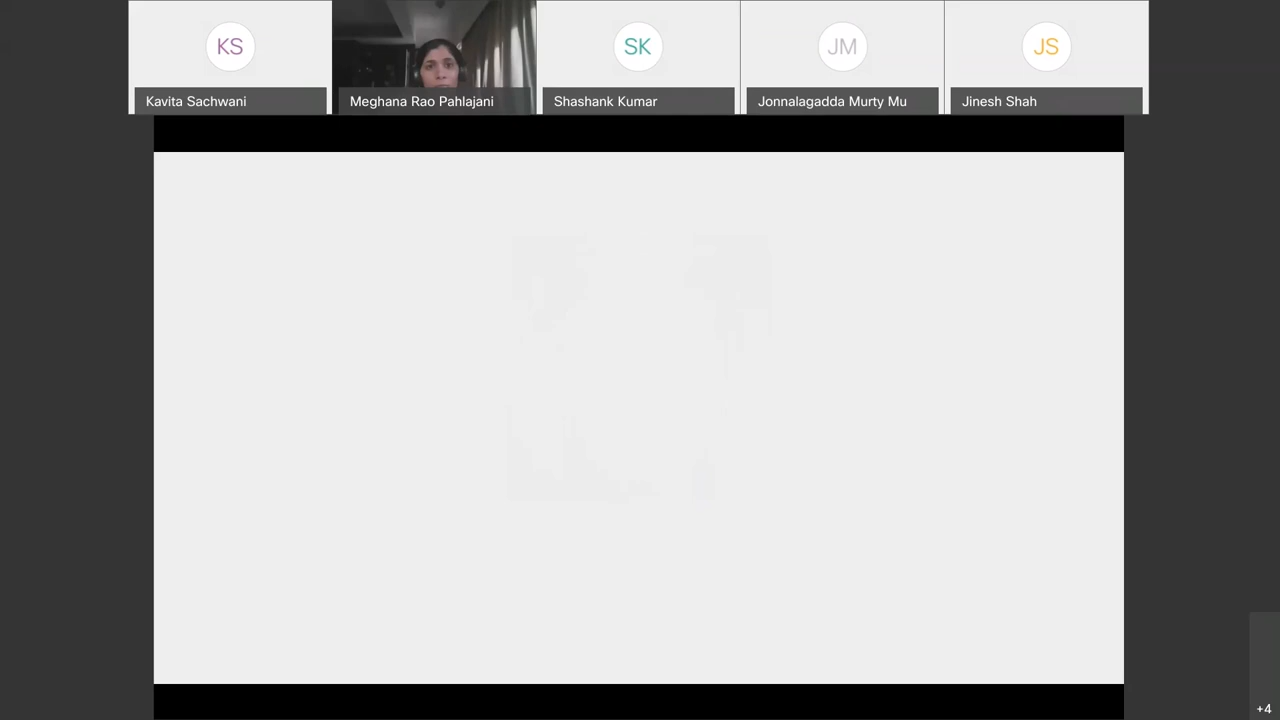 KS
SK
JM
JS
Kavita Sachwani
Meghana Rao Pahlajani
Shashank Kumar
Jonnalagadda Murty Mu
Jinesh Shah
+4